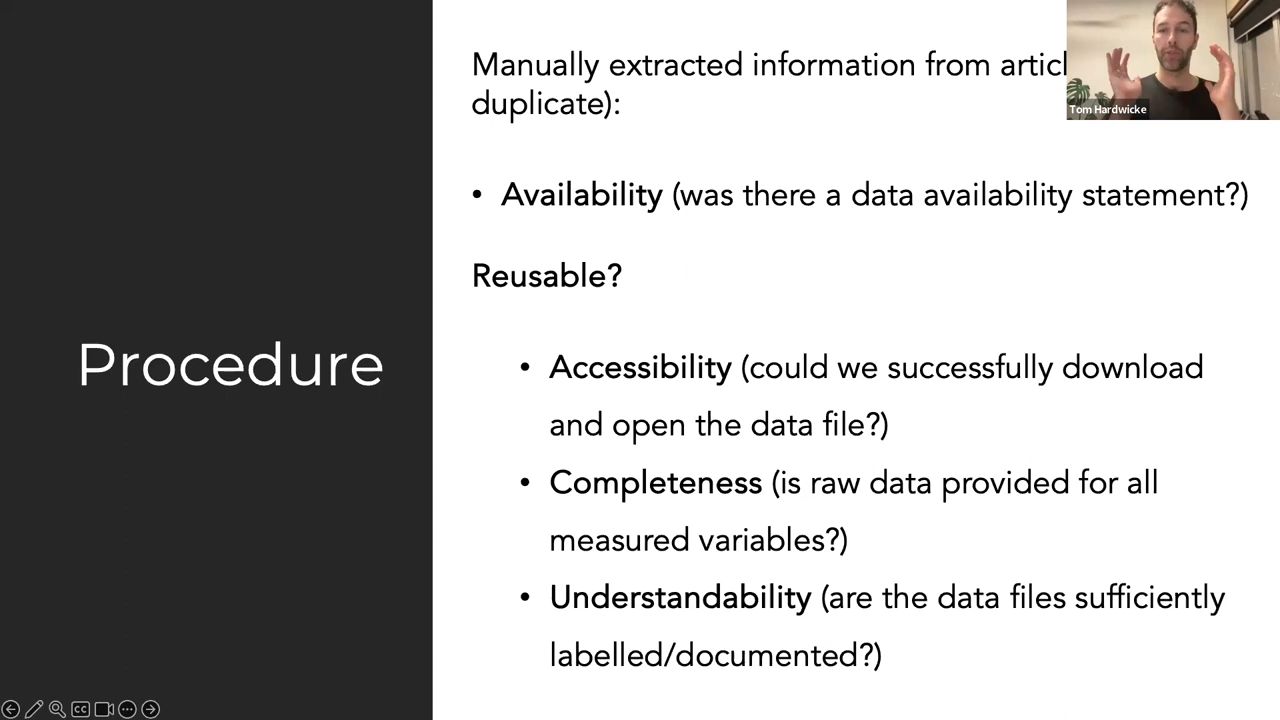 Manually extracted information from
duplicate):
Tom Hardwicke
• Availability (was there a data availability statement?)
Reusable?
Procedure
• Accessibility (could we successfully download
and open the data file?)
• Completeness (is raw data provided for all
measured variables?)
• Understandability (are the data files sufficiently
labelled/documented?)
CC